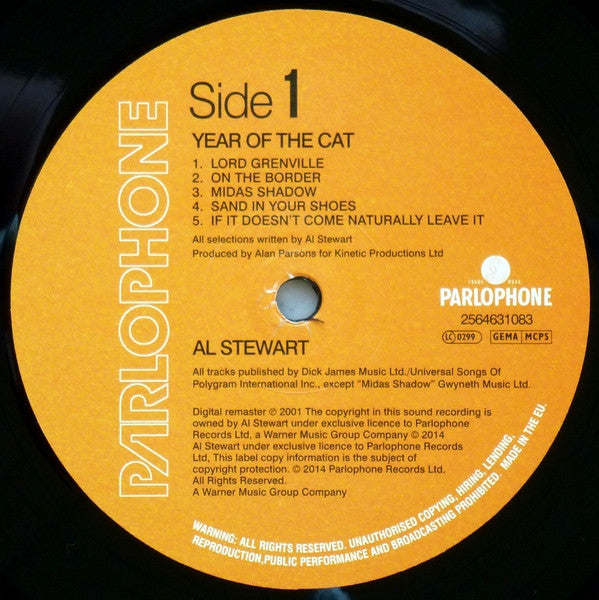 PARLOPHONE
Side 1
YEAR OF THE CAT
1. LORD GRENVILLE
2. ON THE BORDER
3. MIDAS SHADOW
4. SAND IN YOUR SHOES
5. IF IT DOESN'T COME NATURALLY LEAVE IT
All selections written by Al Stewart
Produced by Alan Parsons for Kinetic Productions Ltd
TRADE MARK
PARLOPHONE
2564631083
LC 0299 GEMA MCPS
AL STEWART
All tracks published by Dick James Music Ltd./Universal Songs Of
Polygram International Inc., except "Midas Shadow" Gwyneth Music Ltd.
Digital remaster ℗ 2001 The copyright in this sound recording is
owned by Al Stewart under exclusive licence to Parlophone
Records Ltd, a Warner Music Group Company © 2014
Al Stewart under exclusive licence to Parlophone Records
Ltd, This label copy information is the subject of
copyright protection. © 2014 Parlophone Records Ltd.
All Rights Reserved.
A Warner Music Group Company
WARNING: ALL RIGHTS RESERVED. UNAUTHORISED COPYING, HIRING, LENDING,
REPRODUCTION,PUBLIC PERFORMANCE AND BROADCASTING PROHIBITED. MADE IN THE EU.